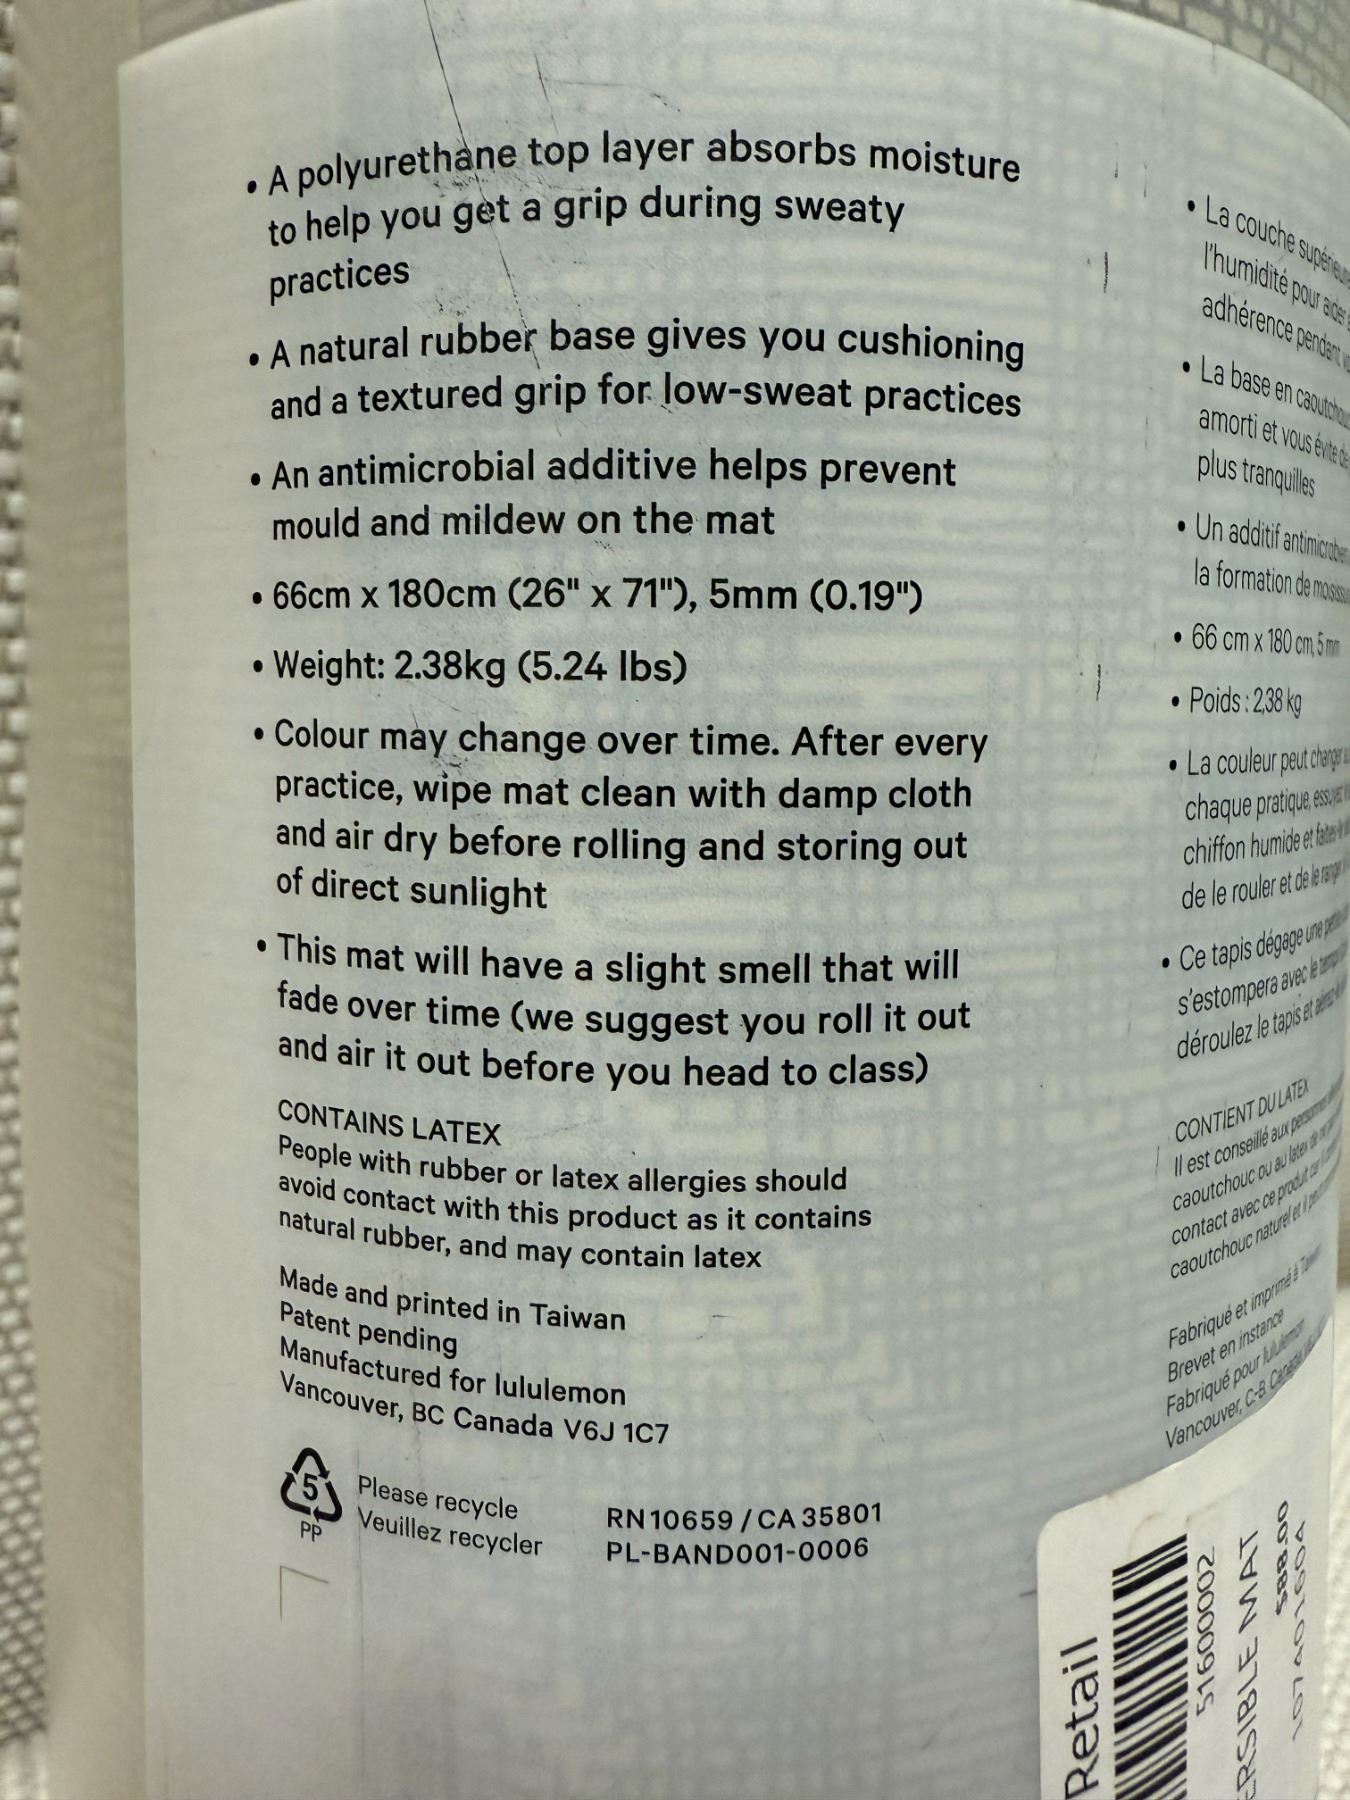 • A polyurethane top layer absorbs moisture
to help you get a grip during sweaty
practices
• A natural rubber base gives you cushioning
and a textured grip for low-sweat practices
• An antimicrobial additive helps prevent
mould and mildew on the mat
• 66cm x 180cm (26" x 71"), 5mm (0.19")
• Weight: 2.38kg (5.24 lbs)
• Colour may change over time. After every
practice, wipe mat clean with damp cloth
and air dry before rolling and storing out
of direct sunlight
• This mat will have a slight smell that will
fade over time (we suggest you roll it out
and air it out before you head to class)
CONTAINS LATEX
People with rubber or latex allergies should
avoid contact with this product as it contains
natural rubber, and may contain latex
Made and printed in Taiwan
Patent pending
Manufactured for lululemon
Vancouver, BC Canada V6J 1C7
5
PP
Please recycle
Veuillez recycler
RN10659 / CA 35801
PL-BAND001-0006
• La couche
l'humidité pour aider
adhérence pendant
• La base en
amorti et vous évite
plus tranquilles
• Un additif
la formation de
• 66 cm x 180 cm, 5 mm
• Poids : 2,38 kg
• La couleur peut changer
chaque pratique,
chiffon humide et
de le rouler et de le
• Ce tapis dégage une
s'estompera avec le temps
déroulez le tapis et
CONTIENT DU LATEX
Il est conseillé aux
caoutchouc ou au latex de
contact avec ce produit
caoutchouc naturel et il
Fabriqué et imprimé à
Brevet en instance
Fabriqué pour lululemon
Vancouver, C.-B. Canada
Retail
51600002
ERSIBLE MAT
$88.00